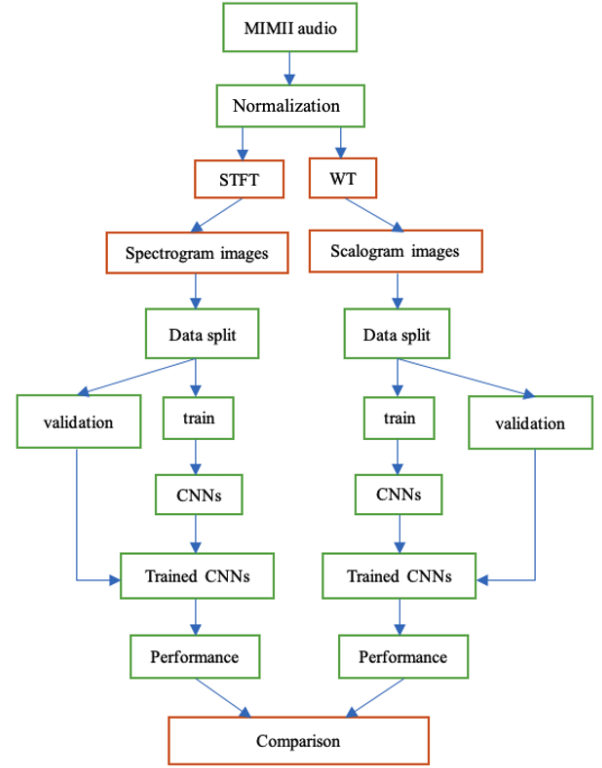 MIMII audio
Normalization
STFT
WT
Spectrogram images
Scalogram images
Data split
Data split
validation
train
train
validation
CNNs
CNNs
Trained CNNs
Trained CNNs
Performance
Performance
Comparison